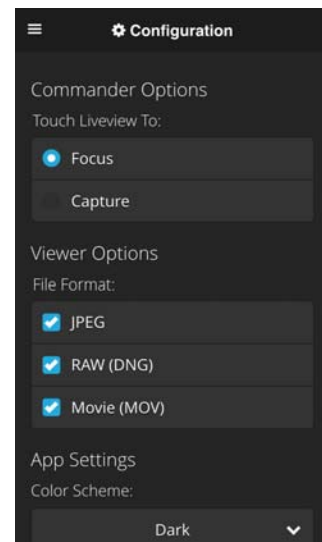 Configuration
Commander Options
Touch Liveview To:
Focus
Capture
Viewer Options
File Format:
JPEG
RAW (DNG)
Movie (MOV)
App Settings
Color Scheme:
Dark